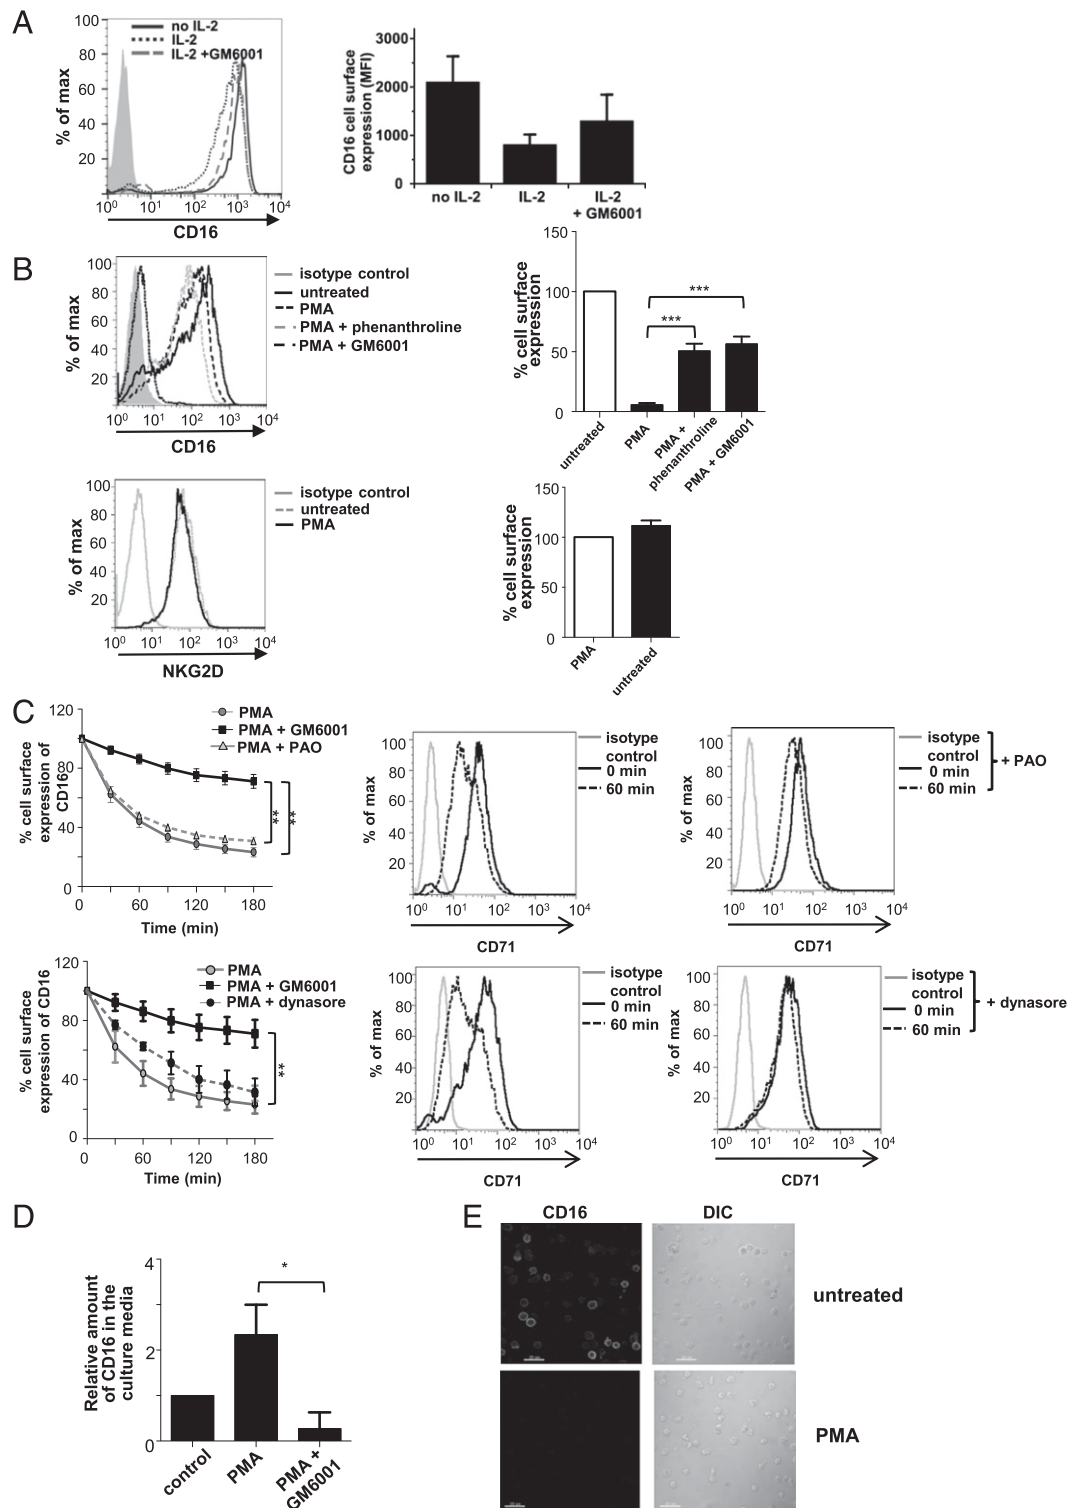 A
100
80
60
40
20
% of max
no IL-2
IL-2
IL-2 +GM6001
10⁰ 10¹ 10² 10³ 10⁴
CD16
CD16 cell surface
expression (MFI)
3000
2000
1000
0
no IL-2
IL-2
IL-2
+ GM6001
B
100
80
60
40
20
% of max
10⁰ 10¹ 10² 10³ 10⁴
CD16
isotype control
untreated
PMA
PMA + phenanthroline
PMA + GM6001
% cell surface
expression
150
100
50
0
***
***
untreated
PMA
PMA +
phenanthroline
PMA + GM6001
100
80
60
40
20
% of max
10⁰ 10¹ 10² 10³ 10⁴
NKG2D
isotype control
untreated
PMA
% cell surface
expression
150
100
50
0
PMA
untreated
C
% cell surface
expression of
CD16
120
80
40
0
0 60 120 180
Time (min)
PMA
PMA + GM6001
PMA + PAO
**
**
100
80
60
40
20
% of max
10⁰ 10¹ 10² 10³ 10⁴
CD71
isotype
control
0 min
60 min
100
80
60
40
20
% of max
10⁰ 10¹ 10² 10³ 10⁴
CD71
isotype
control
0 min
60 min
+ PAO
% cell surface
expression of CD16
120
80
40
0
0 60 120 180
Time (min)
PMA
PMA + GM6001
PMA + dynasore
**
100
80
60
40
20
% of max
10⁰ 10¹ 10² 10³ 10⁴
CD71
isotype
control
0 min
60 min
100
80
60
40
20
% of max
10⁰ 10¹ 10² 10³ 10⁴
CD71
isotype
control
0 min
60 min
+ dynasore
D
Relative amount
of CD16 in the
culture media
4
2
0
*
control
PMA
PMA +
GM6001
E
CD16
DIC
untreated
PMA